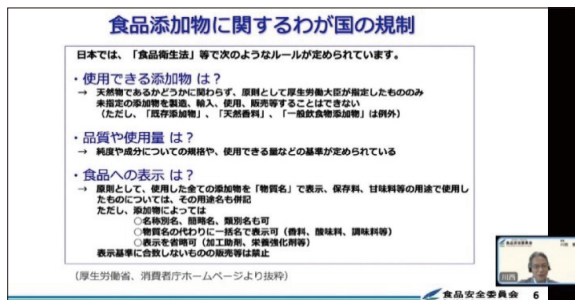 食品添加物に関するわが国の規制
日本では、「食品衛生法」等で次のようなルールが定められています。
・使用できる添加物 は？
→ 天然物であるかどうかに関わらず、原則として厚生労働大臣が指定したもののみ
未指定の添加物を製造、輸入、使用、販売等することはできない
（ただし、「既存添加物」、「天然香料」、「一般飲食物添加物」は例外）
・品質や使用量 は？
→ 純度や成分についての規格や、使用できる量などの基準が定められている
・食品への表示 は？
→ 原則として、使用した全ての添加物を「物質名」で表示、保存料、甘味料等の用途で使用し
たものについては、その用途名も併記
ただし、添加物によっては
○名称別名、簡略名、類別名も可
○物質名の代わりに一括名で表示可（香料、酸味料、調味料等）
○表示を省略可（加工助剤、栄養強化剤等）
表示基準に合致しないものの販売等は禁止
（厚生労働省、消費者庁ホームページより抜粋）
川西
食品安全委員会 6